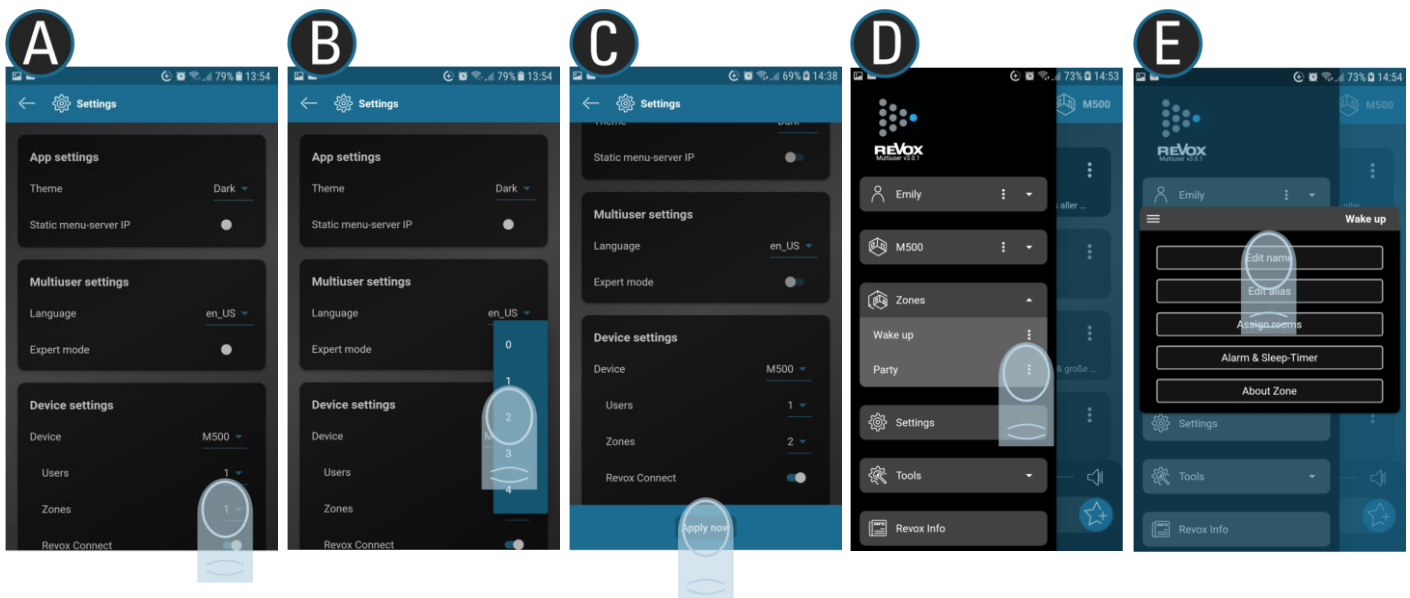 A
79% 13:54
Settings
App settings
Theme Dark
Static menu-server IP
Multiuser settings
Language en_US
Expert mode
Device settings
Device M500
Users 1
Zones 1
Revox Connect
B
79% 13:54
Settings
App settings
Theme Dark
Static menu-server IP
Multiuser settings
Language en_US
Expert mode
0
1
2
3
4
Device settings
Device M
Users
Zones
Revox Connect
C
69% 14:38
Settings
Theme Dark
Static menu-server IP
Multiuser settings
Language en_US
Expert mode
Device settings
Device M500
Users 1
Zones 2
Revox Connect
Apply now
D
73% 14:53
M500
REVOX
Multiuser v3.0.1
Emily
aller ...
M500
Zones
Wake up
Party
& große ...
Settings
Tools
Revox Info
E
73% 14:54
M500
REVOX
Multiuser v3.0.1
Emily
aller ...
Wake up
Edit name
Edit alias
Assign rooms
Alarm & Sleep-Timer
About Zone
Settings
Tools
Revox Info